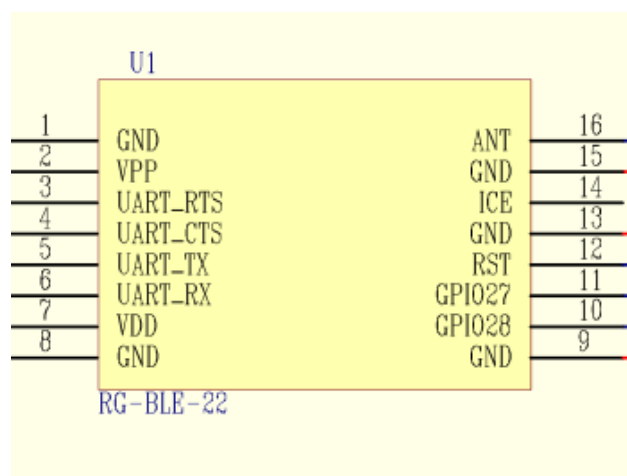 U1
1 GND ANT 16
2 VPP GND 15
3 UART_RTS ICE 14
4 UART_CTS GND 13
5 UART_TX RST 12
6 UART_RX GPIO27 11
7 VDD GPIO28 10
8 GND GND 9
RG-BLE-22